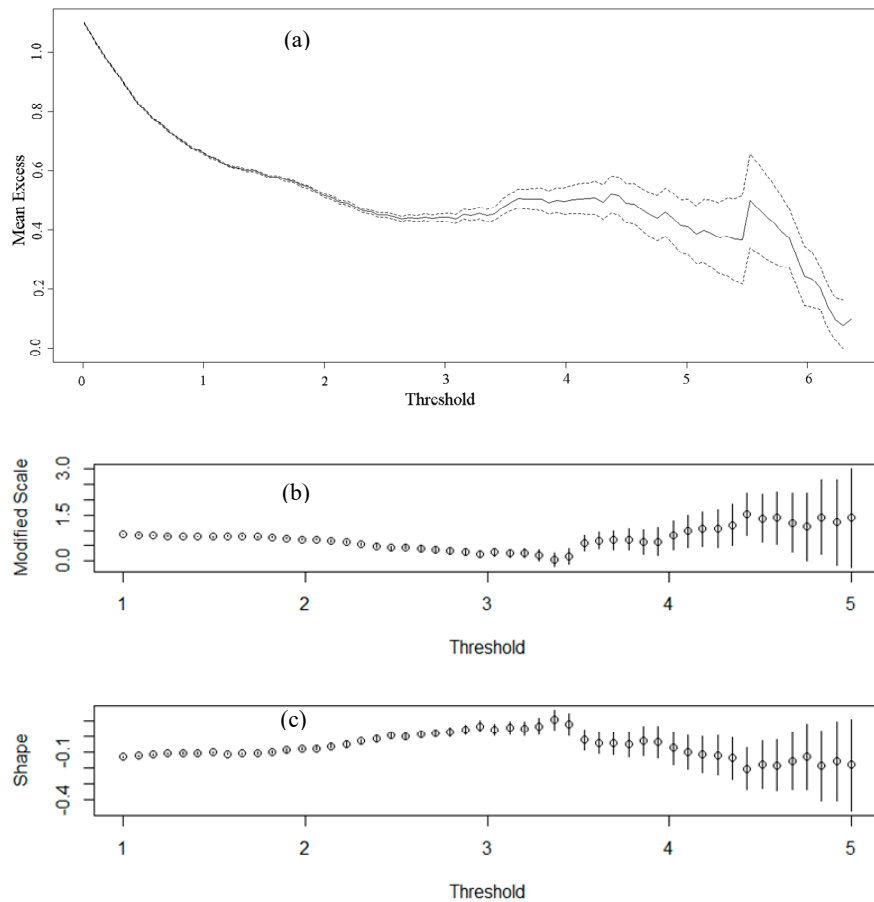 (a)
Mean Excess
1.0
0.8
0.6
0.4
0.2
0.0
0 1 2 3 4 5 6
Threshold
(b)
Modified Scale
3.0
1.5
0.0
1 2 3 4 5
Threshold
(c)
Shape
-0.1
-0.4
1 2 3 4 5
Threshold